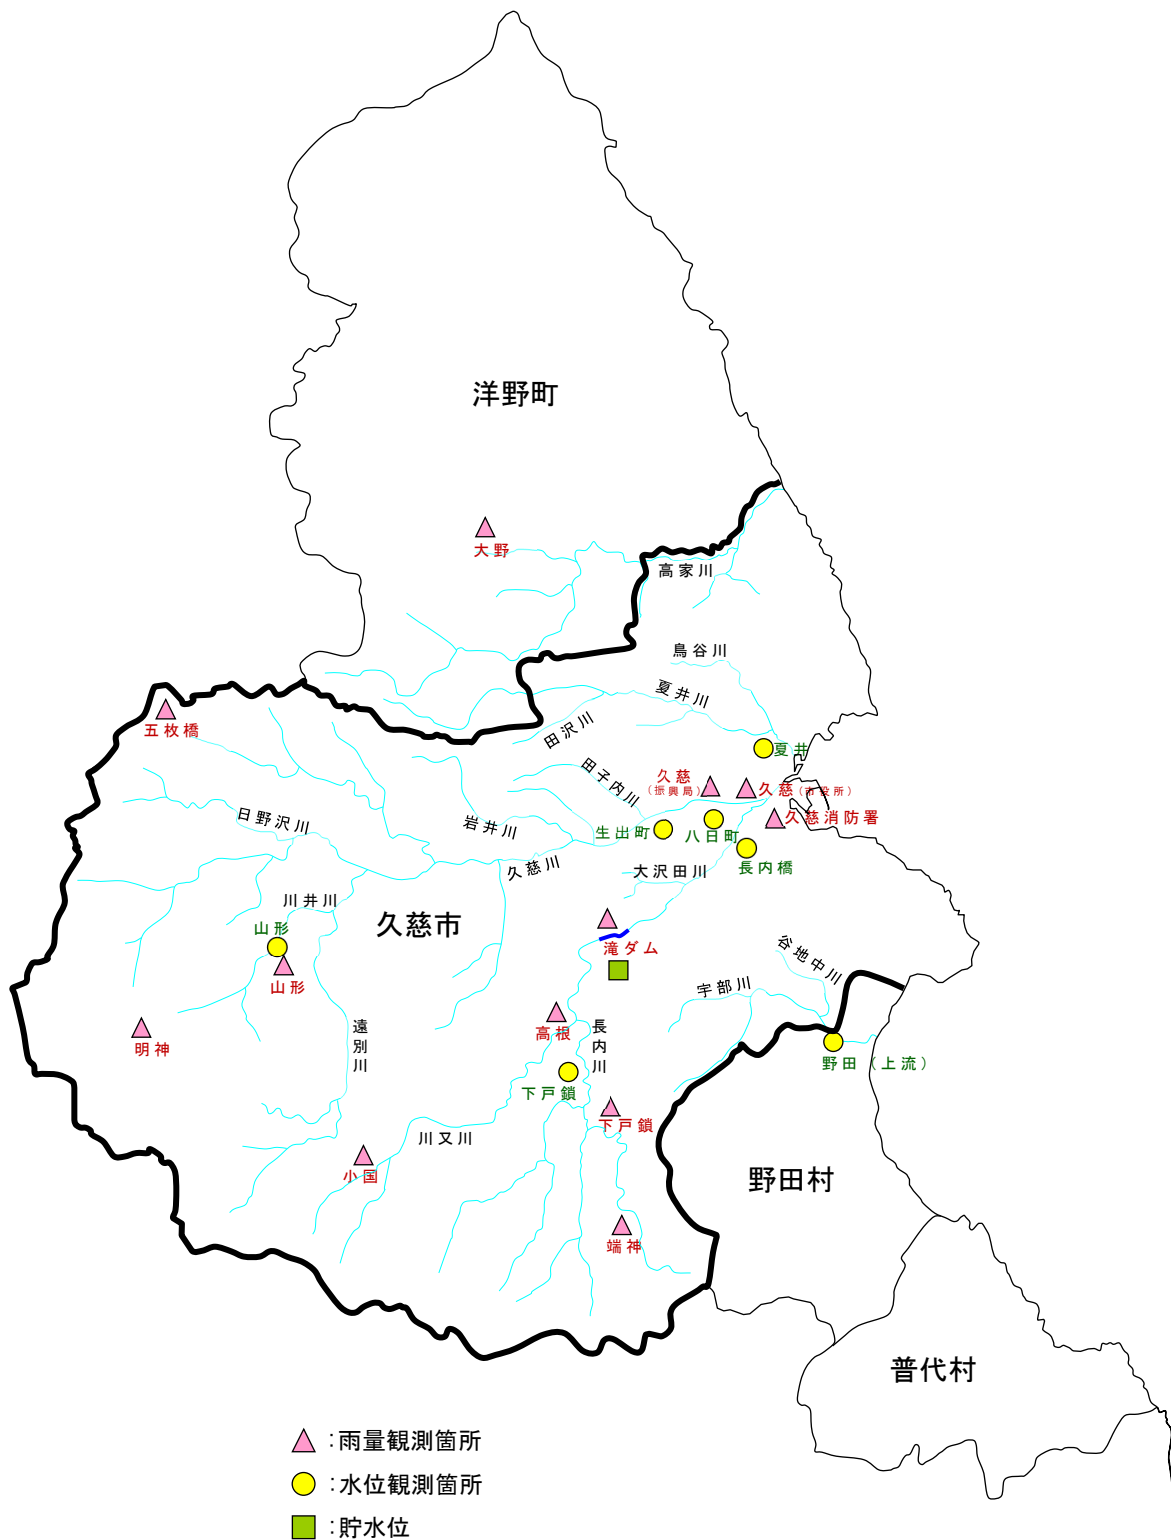 洋野町
大野
高家川
鳥谷川
夏井川
五枚橋
田沢川
夏井
田子内川
久慈
(振興局)
久慈(市役所)
日野沢川
岩井川
生出町
八日町
久慈消防署
久慈川
大沢田川
長内橋
川井川
久慈市
山形
滝ダム
谷地中川
山形
宇部川
明神
遠別川
高根
長内川
野田(上流)
下戸鎖
下戸鎖
川又川
小国
野田村
端神
普代村
:雨量観測箇所
:水位観測箇所
:貯水位